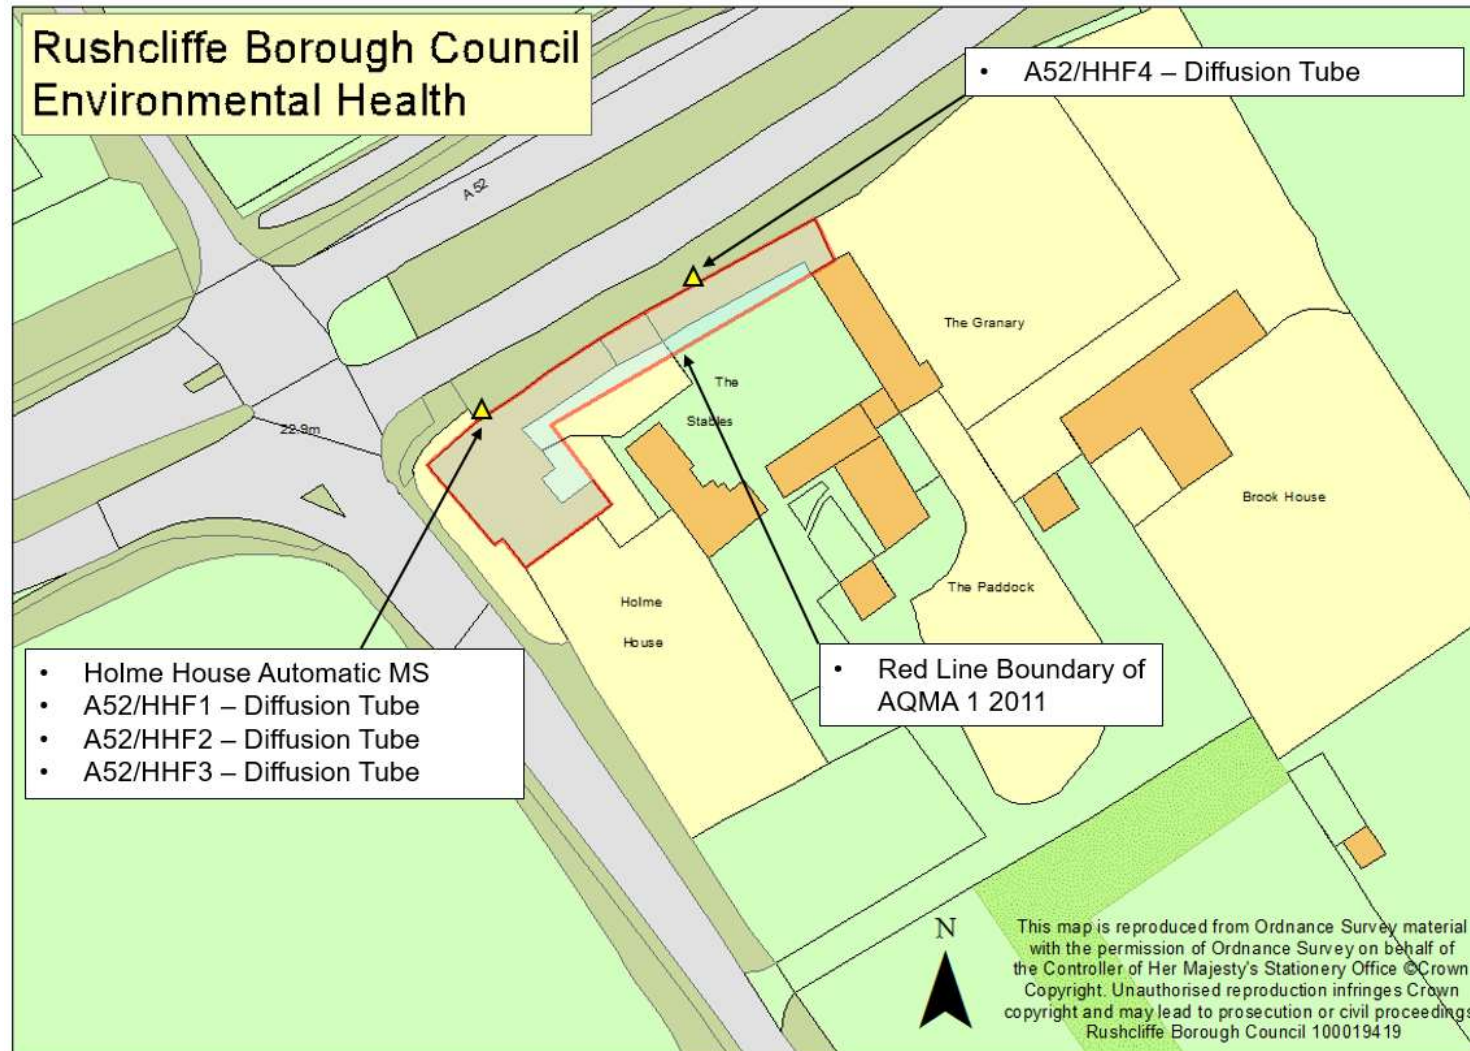 Rushcliffe Borough Council
Environmental Health
• A52/HHF4 – Diffusion Tube
A 52
The Granary
The
Stables
22.9m
Brook House
The Paddock
Holme
House
• Holme House Automatic MS
• A52/HHF1 – Diffusion Tube
• A52/HHF2 – Diffusion Tube
• A52/HHF3 – Diffusion Tube
• Red Line Boundary of
AQMA 1 2011
N
This map is reproduced from Ordnance Survey material
with the permission of Ordnance Survey on behalf of
the Controller of Her Majesty's Stationery Office ©Crown
Copyright. Unauthorised reproduction infringes Crown
copyright and may lead to prosecution or civil proceedings
Rushcliffe Borough Council 100019419